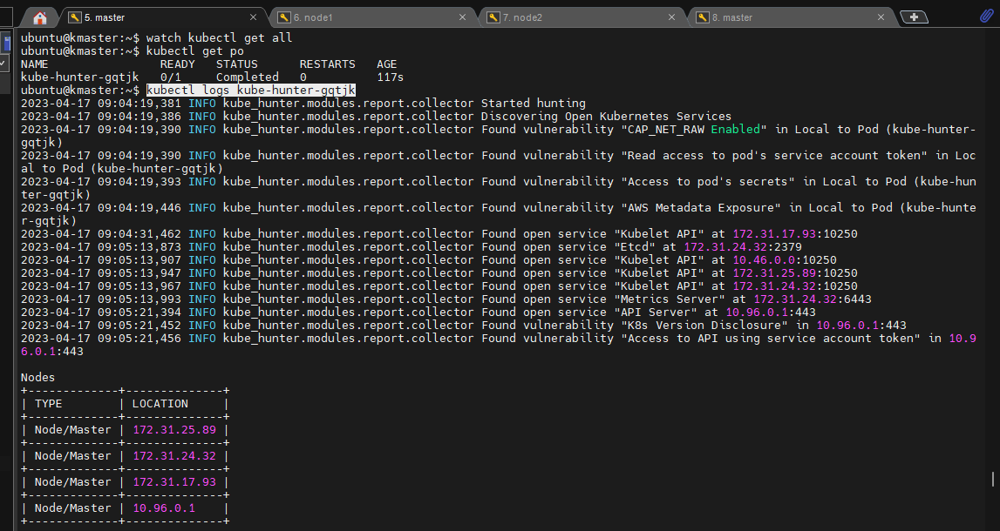 5. master
6. node1
7. node2
8. master
ubuntu@kmaster:~$ watch kubectl get all
ubuntu@kmaster:~$ kubectl get po
NAME                READY   STATUS      RESTARTS   AGE
kube-hunter-gqtjk   0/1     Completed   0          117s
ubuntu@kmaster:~$ kubectl logs kube-hunter-gqtjk
2023-04-17 09:04:19,381 INFO kube_hunter.modules.report.collector Started hunting
2023-04-17 09:04:19,386 INFO kube_hunter.modules.report.collector Discovering Open Kubernetes Services
2023-04-17 09:04:19,390 INFO kube_hunter.modules.report.collector Found vulnerability "CAP_NET_RAW Enabled" in Local to Pod (kube-hunter-
gqtjk)
2023-04-17 09:04:19,390 INFO kube_hunter.modules.report.collector Found vulnerability "Read access to pod's service account token" in Loc
al to Pod (kube-hunter-gqtjk)
2023-04-17 09:04:19,393 INFO kube_hunter.modules.report.collector Found vulnerability "Access to pod's secrets" in Local to Pod (kube-hun
ter-gqtjk)
2023-04-17 09:04:19,446 INFO kube_hunter.modules.report.collector Found vulnerability "AWS Metadata Exposure" in Local to Pod (kube-hunte
r-gqtjk)
2023-04-17 09:04:31,462 INFO kube_hunter.modules.report.collector Found open service "Kubelet API" at 172.31.17.93:10250
2023-04-17 09:05:13,873 INFO kube_hunter.modules.report.collector Found open service "Etcd" at 172.31.24.32:2379
2023-04-17 09:05:13,907 INFO kube_hunter.modules.report.collector Found open service "Kubelet API" at 10.46.0.0:10250
2023-04-17 09:05:13,947 INFO kube_hunter.modules.report.collector Found open service "Kubelet API" at 172.31.25.89:10250
2023-04-17 09:05:13,967 INFO kube_hunter.modules.report.collector Found open service "Kubelet API" at 172.31.24.32:10250
2023-04-17 09:05:13,993 INFO kube_hunter.modules.report.collector Found open service "Metrics Server" at 172.31.24.32:6443
2023-04-17 09:05:21,394 INFO kube_hunter.modules.report.collector Found open service "API Server" at 10.96.0.1:443
2023-04-17 09:05:21,452 INFO kube_hunter.modules.report.collector Found vulnerability "K8s Version Disclosure" in 10.96.0.1:443
2023-04-17 09:05:21,456 INFO kube_hunter.modules.report.collector Found vulnerability "Access to API using service account token" in 10.9
6.0.1:443
Nodes
+-------------+--------------+
| TYPE        | LOCATION     |
+-------------+--------------+
| Node/Master | 172.31.25.89 |
+-------------+--------------+
| Node/Master | 172.31.24.32 |
+-------------+--------------+
| Node/Master | 172.31.17.93 |
+-------------+--------------+
| Node/Master | 10.96.0.1    |
+-------------+--------------+